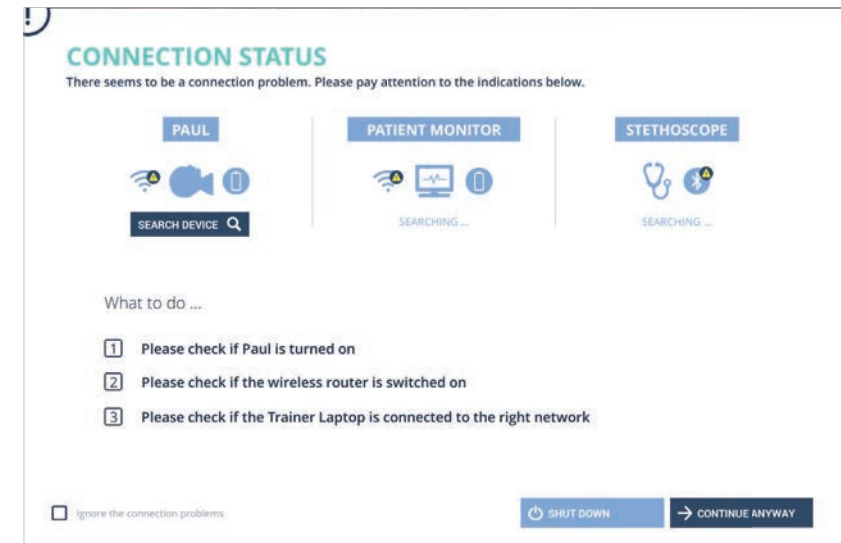 !
CONNECTION STATUS
There seems to be a connection problem. Please pay attention to the indications below.
PAUL
PATIENT MONITOR
STETHOSCOPE
SEARCH DEVICE
SEARCHING ...
SEARCHING ...
What to do ...
1 Please check if Paul is turned on
2 Please check if the wireless router is switched on
3 Please check if the Trainer Laptop is connected to the right network
Ignore the connection problems
SHUT DOWN
CONTINUE ANYWAY